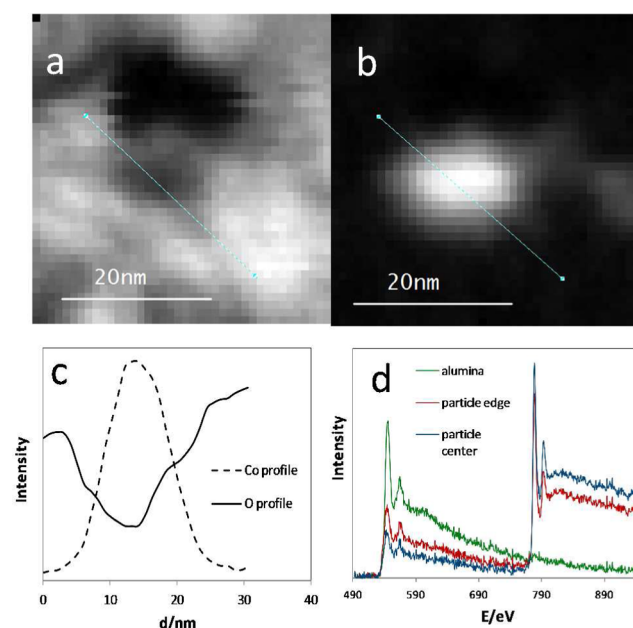 a
b
20nm
20nm
c
Intensity
Co profile
O profile
0
10
20
30
40
d/nm
d
Intensity
alumina
particle edge
particle
center
490
590
690
790
890
E/eV